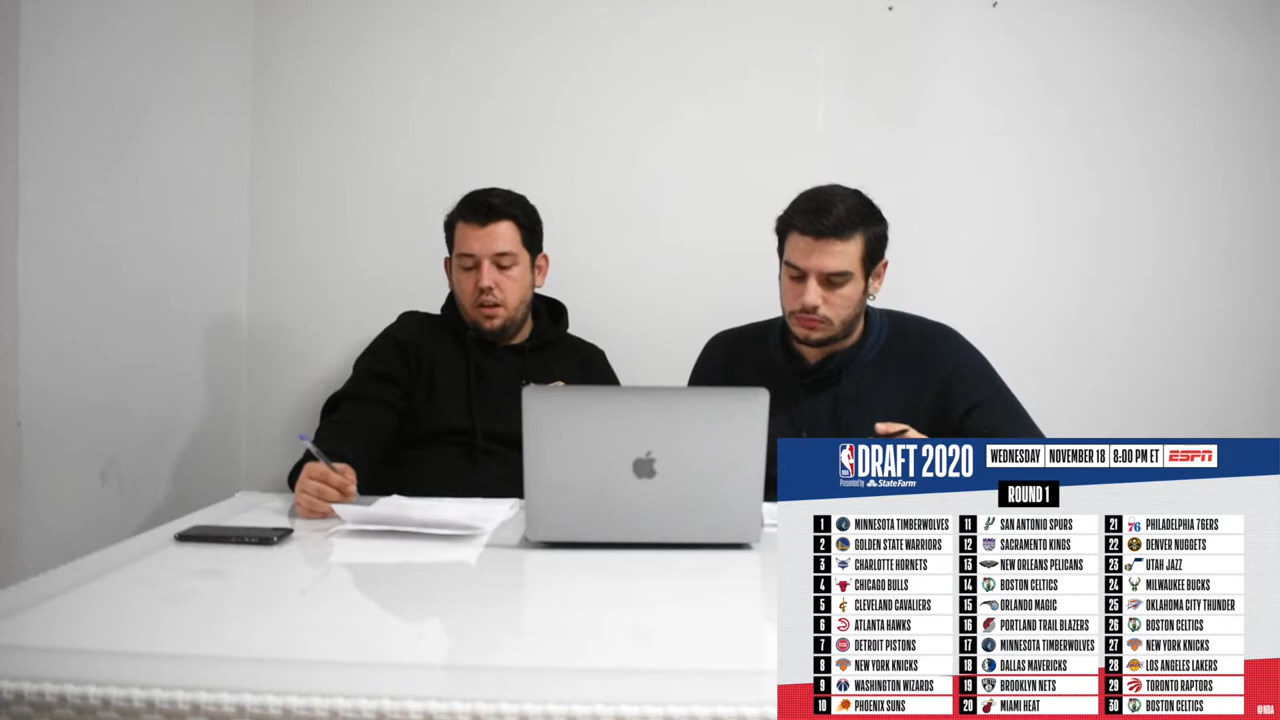 NBA
DRAFT 2020
Presented by StateFarm
WEDNESDAY NOVEMBER 18 8:00 PM ET ESPN
ROUND 1
1 MINNESOTA TIMBERWOLVES
2 GOLDEN STATE WARRIORS
3 CHARLOTTE HORNETS
4 CHICAGO BULLS
5 CLEVELAND CAVALIERS
6 ATLANTA HAWKS
7 DETROIT PISTONS
8 NEW YORK KNICKS
9 WASHINGTON WIZARDS
10 PHOENIX SUNS
11 SAN ANTONIO SPURS
12 SACRAMENTO KINGS
13 NEW ORLEANS PELICANS
14 BOSTON CELTICS
15 ORLANDO MAGIC
16 PORTLAND TRAIL BLAZERS
17 MINNESOTA TIMBERWOLVES
18 DALLAS MAVERICKS
19 BROOKLYN NETS
20 MIAMI HEAT
21 76 PHILADELPHIA 76ERS
22 DENVER NUGGETS
23 UTAH JAZZ
24 MILWAUKEE BUCKS
25 OKLAHOMA CITY THUNDER
26 BOSTON CELTICS
27 NEW YORK KNICKS
28 LOS ANGELES LAKERS
29 TORONTO RAPTORS
30 BOSTON CELTICS
@NBA